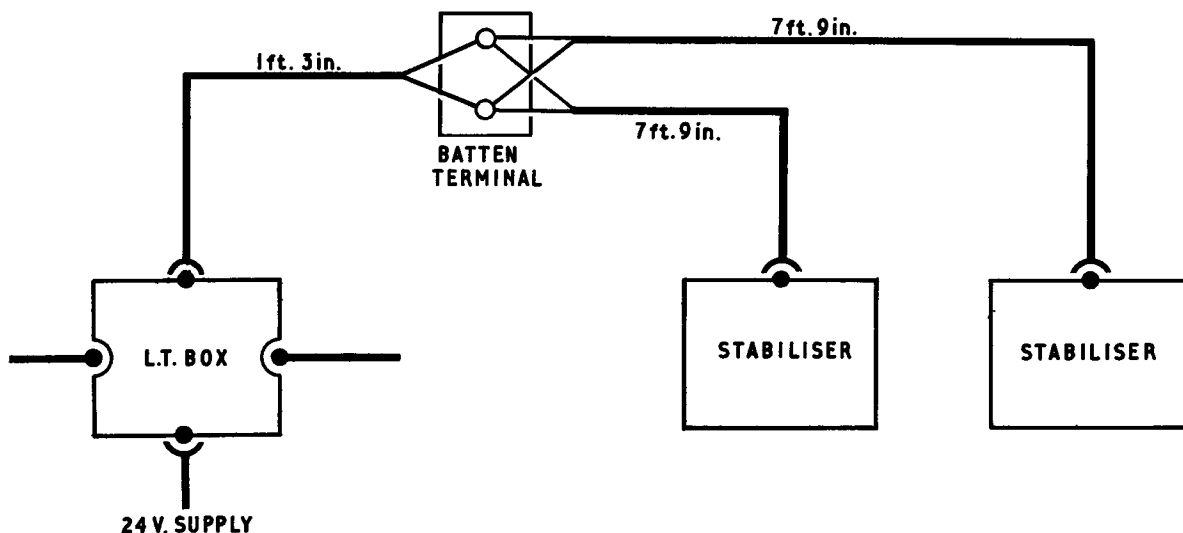 7ft. 9in.
1ft. 3in.
7ft. 9in.
BATTEN
TERMINAL
L.T. BOX
STABILISER
STABILISER
24 V. SUPPLY